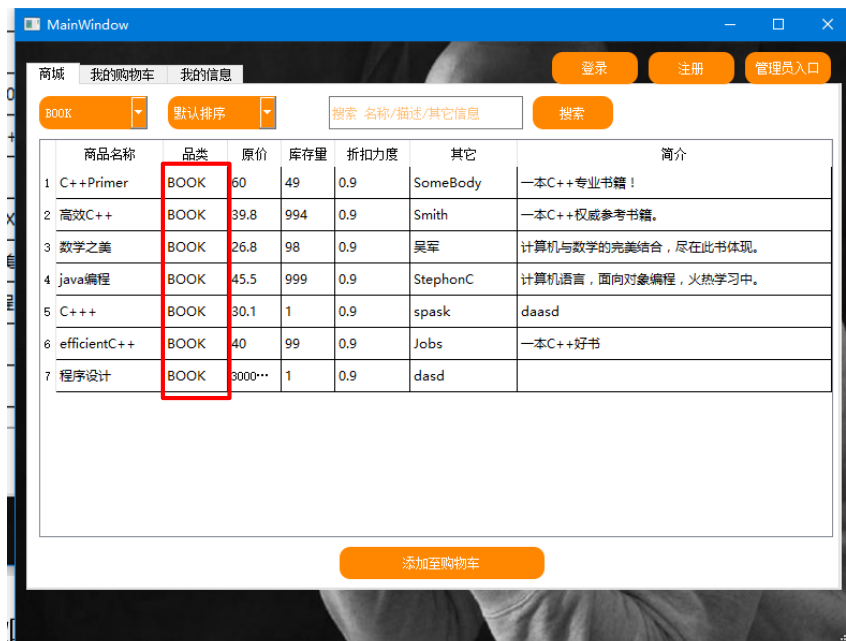 MainWindow
登录 注册 管理员入口
商城 我的购物车 我的信息
BOOK 默认排序 搜索 名称/描述/其它信息 搜索
商品名称 品类 原价 库存量 折扣力度 其它 简介
1 C++Primer BOOK 60 49 0.9 SomeBody 一本C++专业书籍！
2 高效C++ BOOK 39.8 994 0.9 Smith 一本C++权威参考书籍。
3 数学之美 BOOK 26.8 98 0.9 吴军 计算机与数学的完美结合，尽在此书体现。
4 java编程 BOOK 45.5 999 0.9 StephonC 计算机语言，面向对象编程，火热学习中。
5 C+++ BOOK 30.1 1 0.9 spask daasd
6 efficientC++ BOOK 40 99 0.9 Jobs 一本C++好书
7 程序设计 BOOK 3000… 1 0.9 dasd
添加至购物车